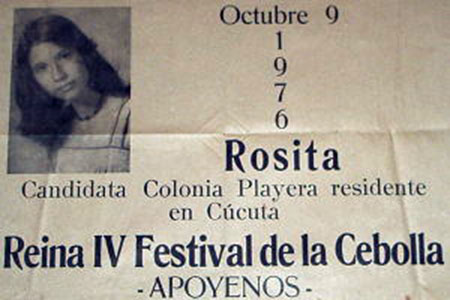 Octubre 9
1
9
7
6
Rosita
Candidata Colonia Playera residente
en Cúcuta
Reina IV Festival de la Cebolla
- APOYENOS -